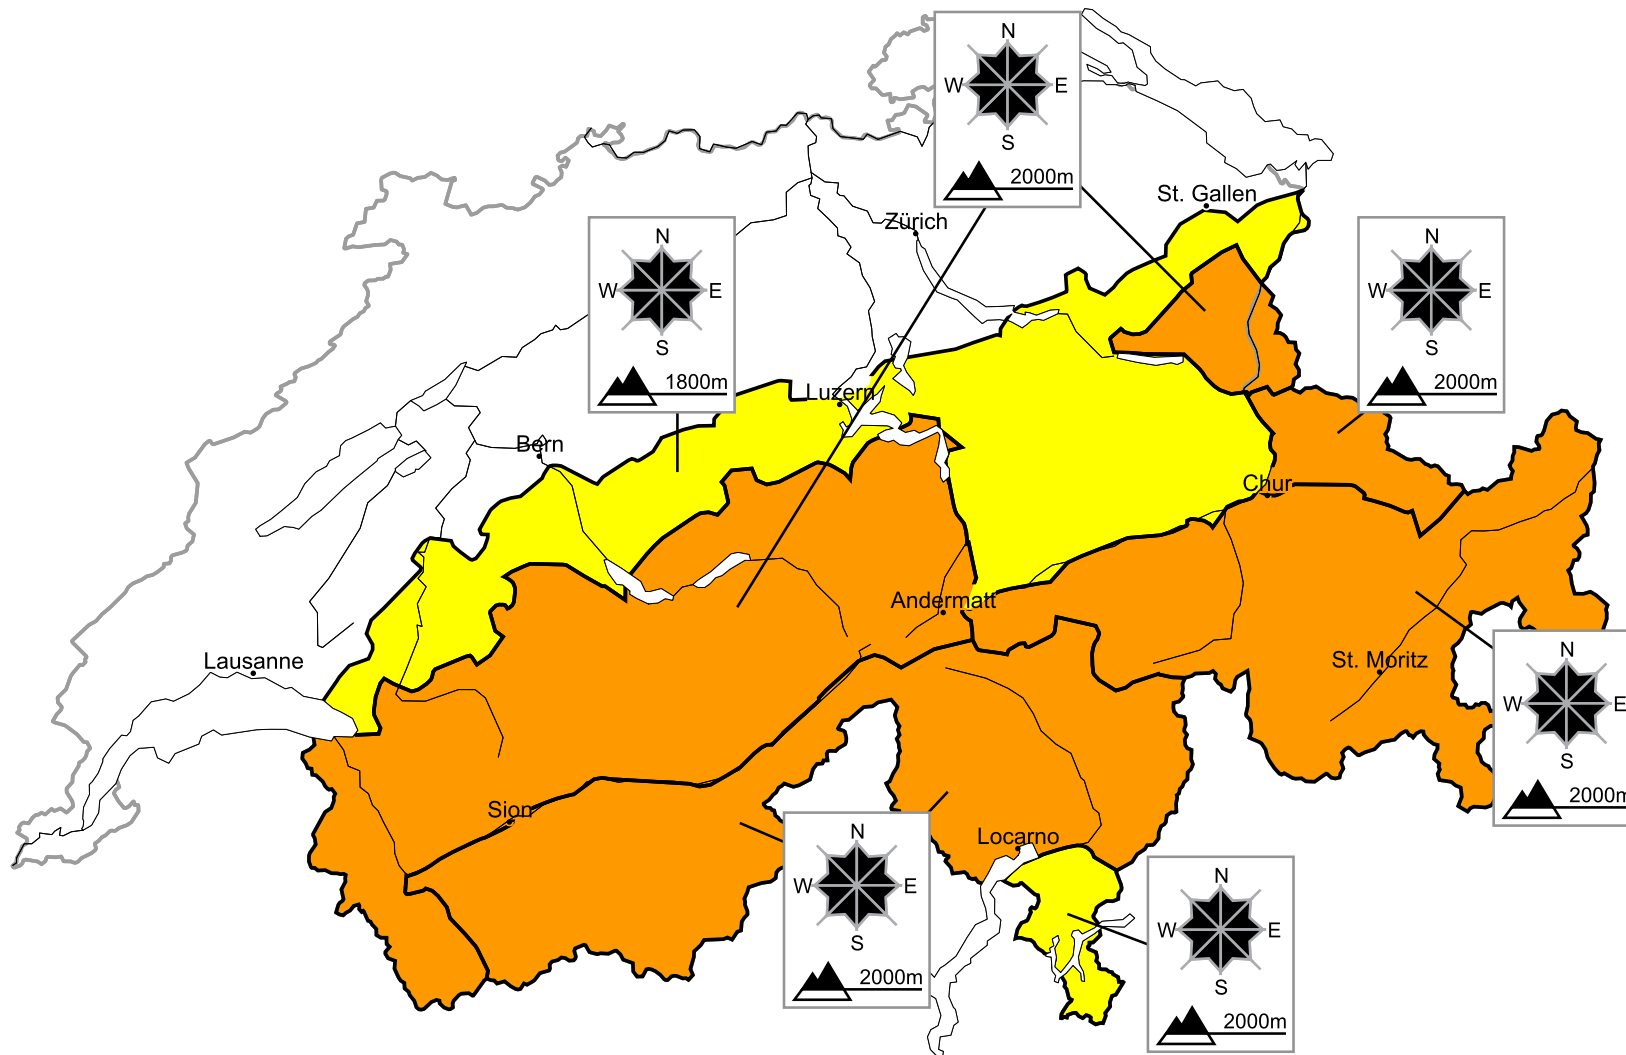 N
W E
S
2000m
St. Gallen
Zürich
N
W E
S
1800m
N
W E
S
2000m
Luzern
Bern
Chur
Andermatt
Lausanne
St. Moritz
N
W E
S
2000m
Sion
Locarno
N
W E
S
2000m
N
W E
S
2000m